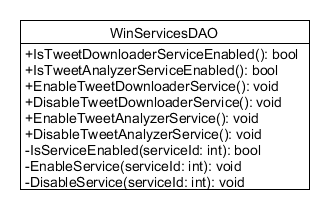 WinServicesDAO
+IsTweetDownloaderServiceEnabled(): bool
+IsTweetAnalyzerServiceEnabled(): bool
+EnableTweetDownloaderService(): void
+DisableTweetDownloaderService(): void
+EnableTweetAnalyzerService(): void
+DisableTweetAnalyzerService(): void
-IsServiceEnabled(serviceId: int): bool
-EnableService(serviceId: int): void
-DisableService(serviceId: int): void